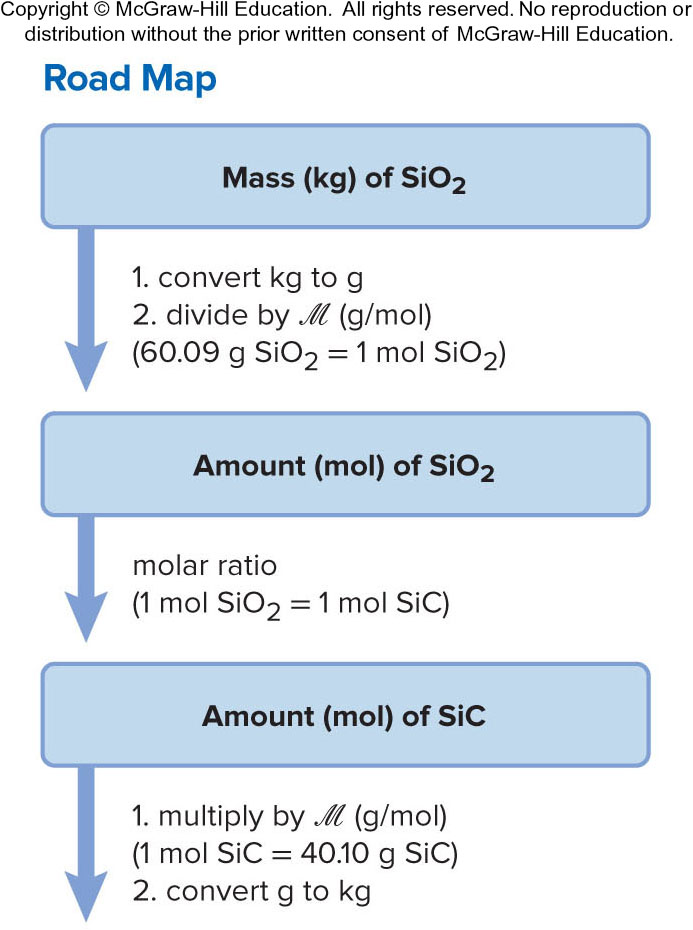 Copyright © McGraw-Hill Education. All rights reserved. No reproduction or
distribution without the prior written consent of McGraw-Hill Education.
Road Map
Mass (kg) of SiO₂
1. convert kg to g
2. divide by ℳ (g/mol)
(60.09 g SiO₂ = 1 mol SiO₂)
Amount (mol) of SiO₂
molar ratio
(1 mol SiO₂ = 1 mol SiC)
Amount (mol) of SiC
1. multiply by ℳ (g/mol)
(1 mol SiC = 40.10 g SiC)
2. convert g to kg